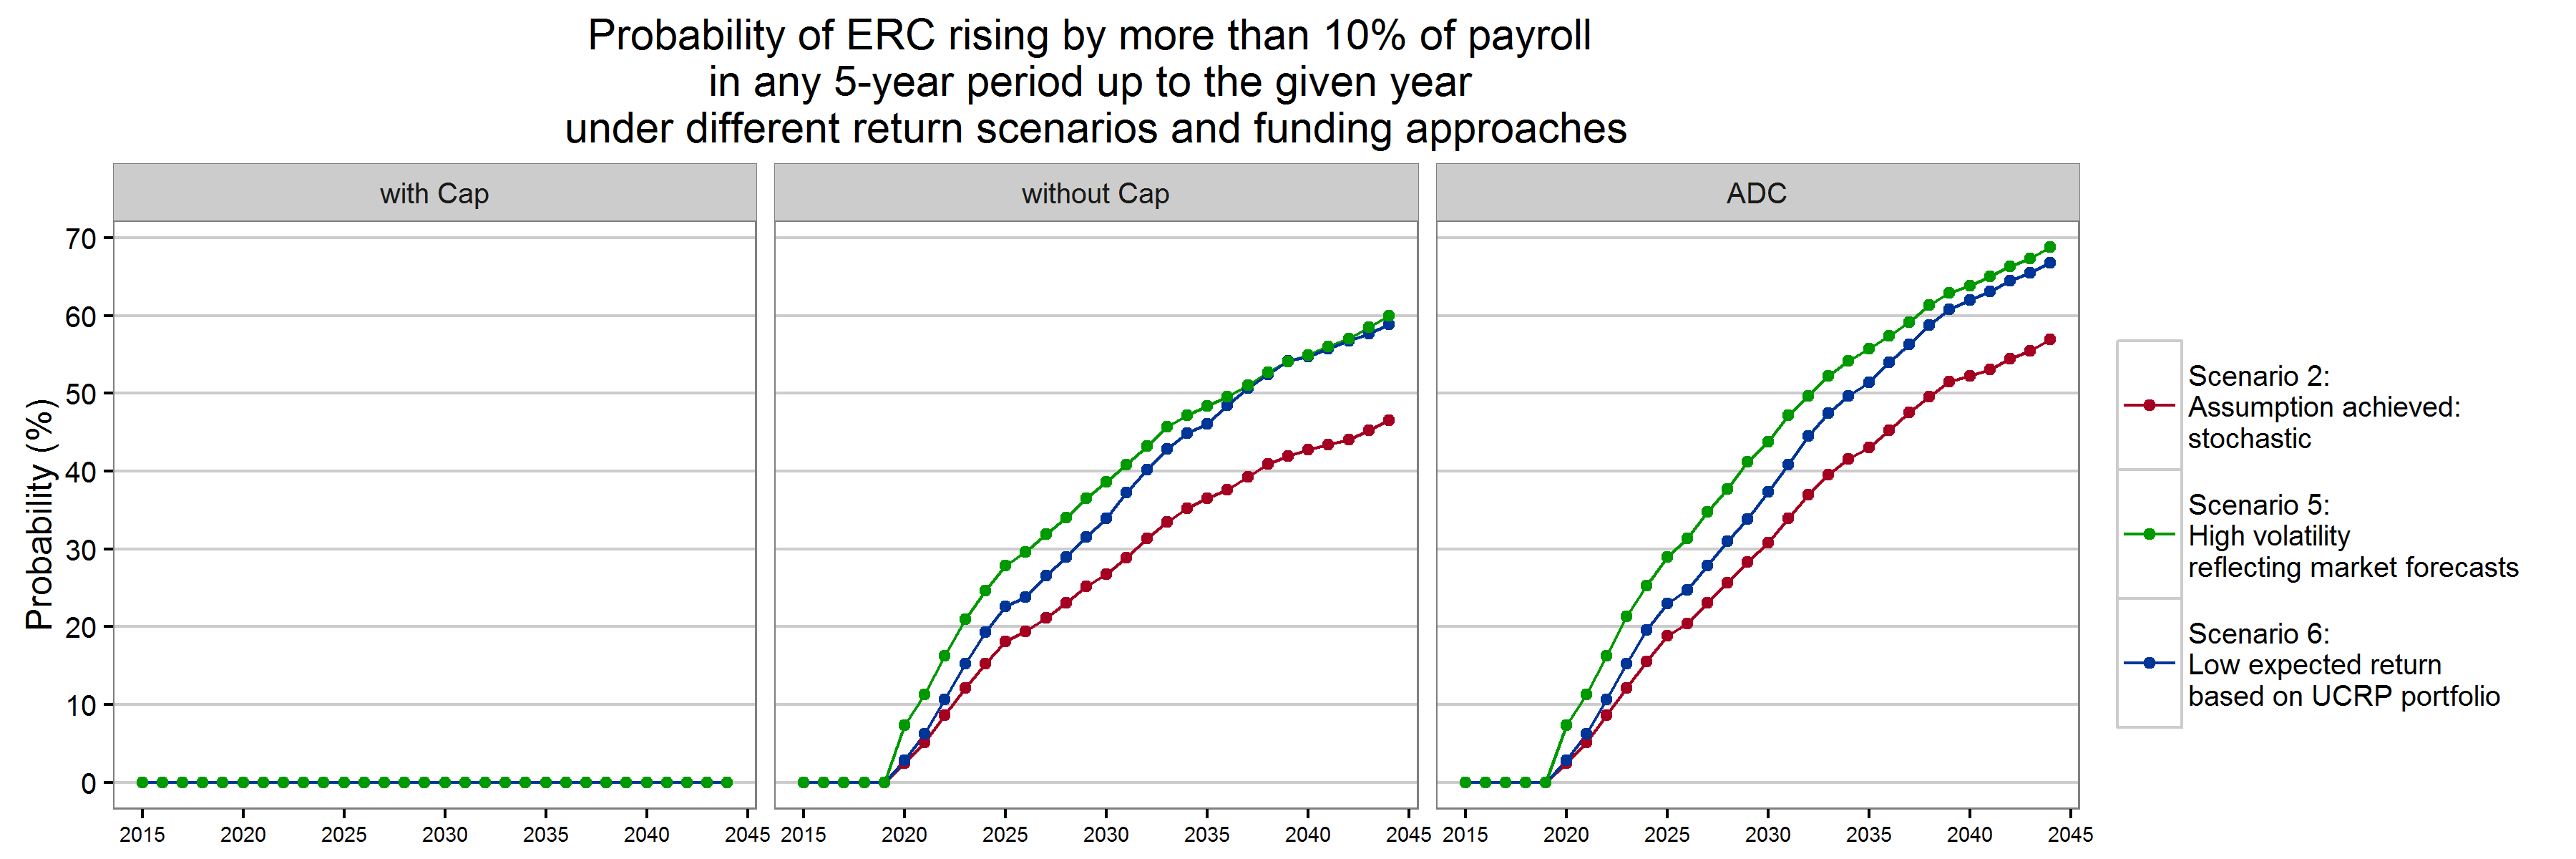 Probability of ERC rising by more than 10% of payroll
in any 5-year period up to the given year
under different return scenarios and funding approaches
with Cap
without Cap
ADC
Probability (%)
70
60
50
40
30
20
10
0
2015 2020 2025 2030 2035 2040 2045
2015 2020 2025 2030 2035 2040 2045
2015 2020 2025 2030 2035 2040 2045
Scenario 2:
Assumption achieved:
stochastic
Scenario 5:
High volatility
reflecting market forecasts
Scenario 6:
Low expected return
based on UCRP portfolio